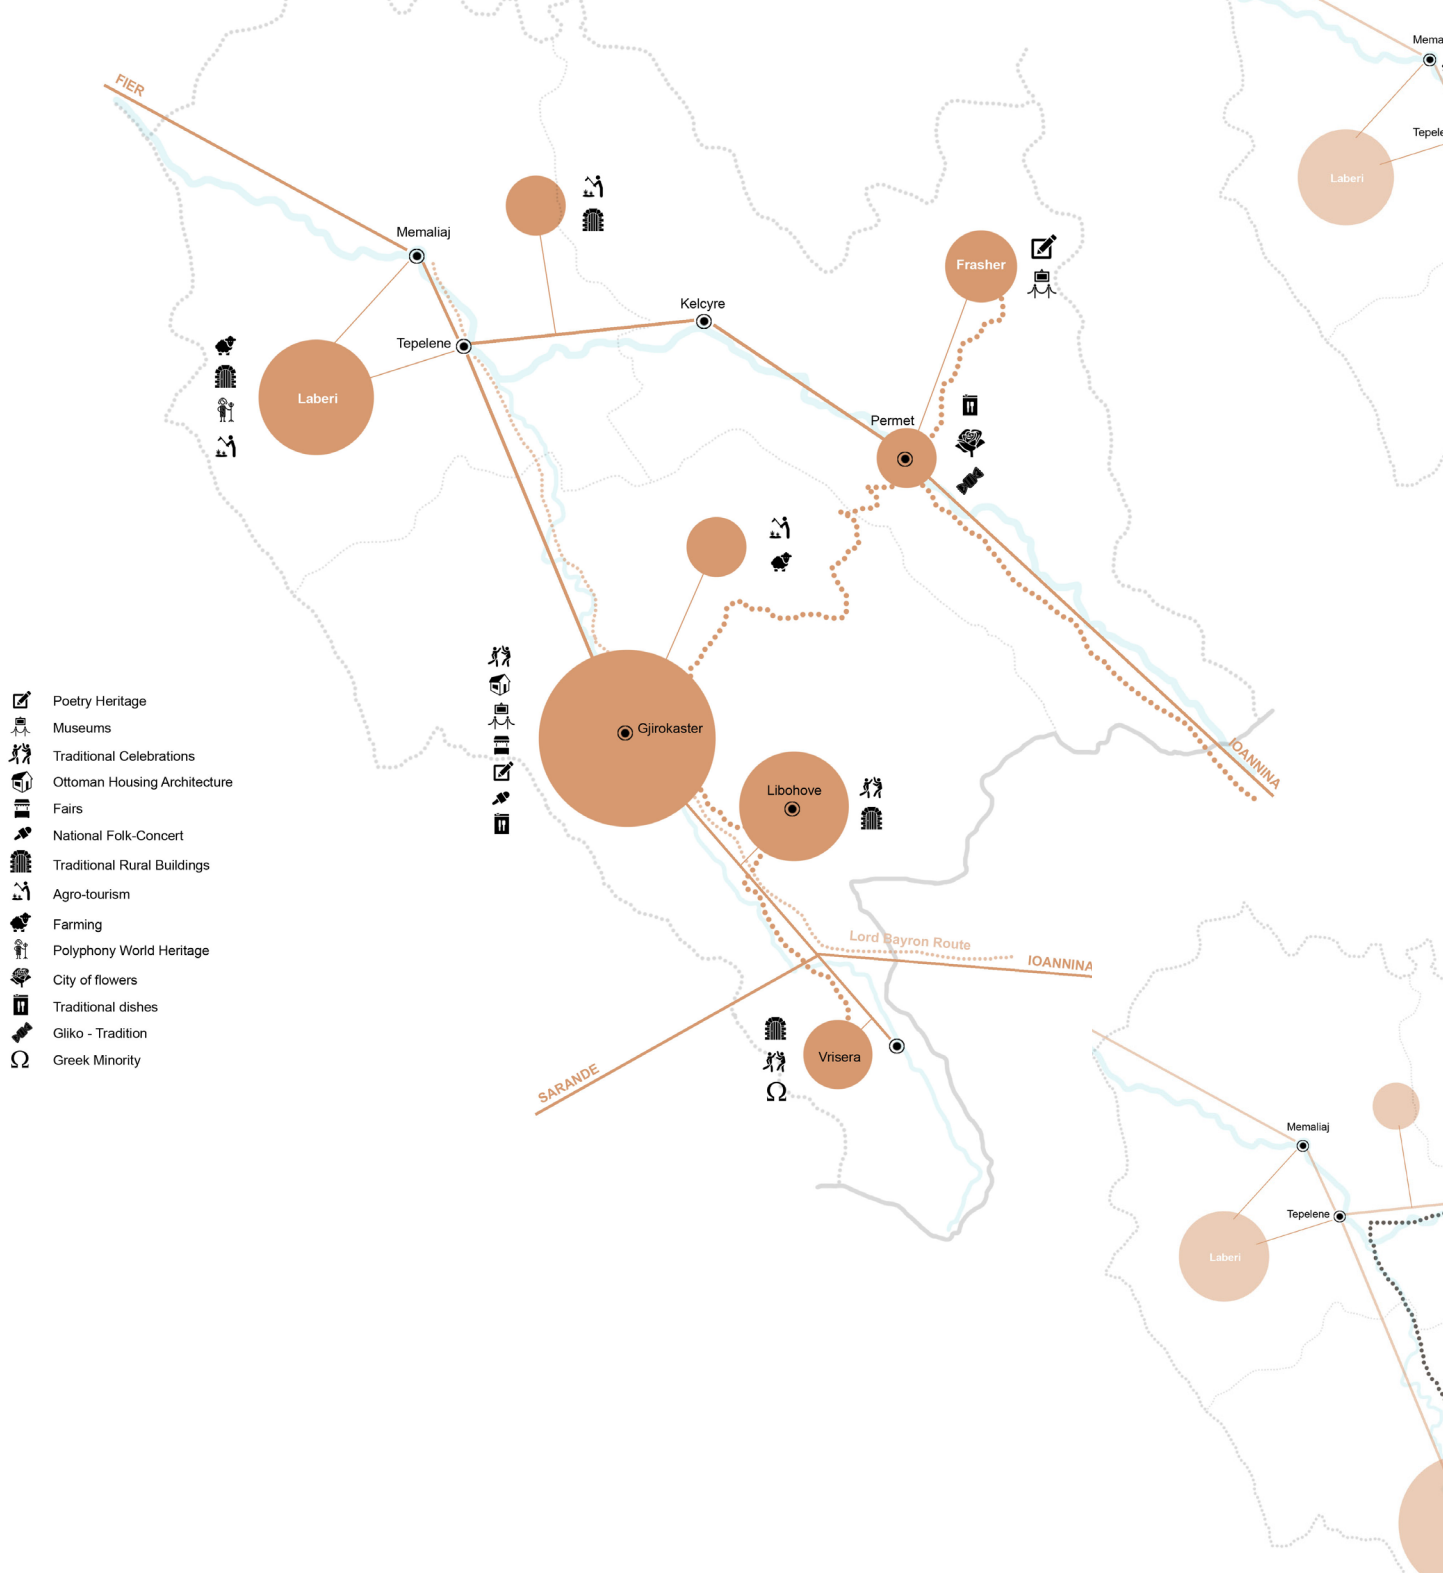 FIER
Memaliaj
Kelcyre
Tepelene
Frasher
Laberi
Permet
Gjirokaster
Libohove
Lord Bayron Route
IOANNINA
IOANNINA
SARANDE
Vrisera
Poetry Heritage
Museums
Traditional Celebrations
Ottoman Housing Architecture
Fairs
National Folk-Concert
Traditional Rural Buildings
Agro-tourism
Farming
Polyphony World Heritage
City of flowers
Traditional dishes
Gliko - Tradition
Greek Minority
Mema
Tepele
Laberi
Memaliaj
Tepelene
Laberi